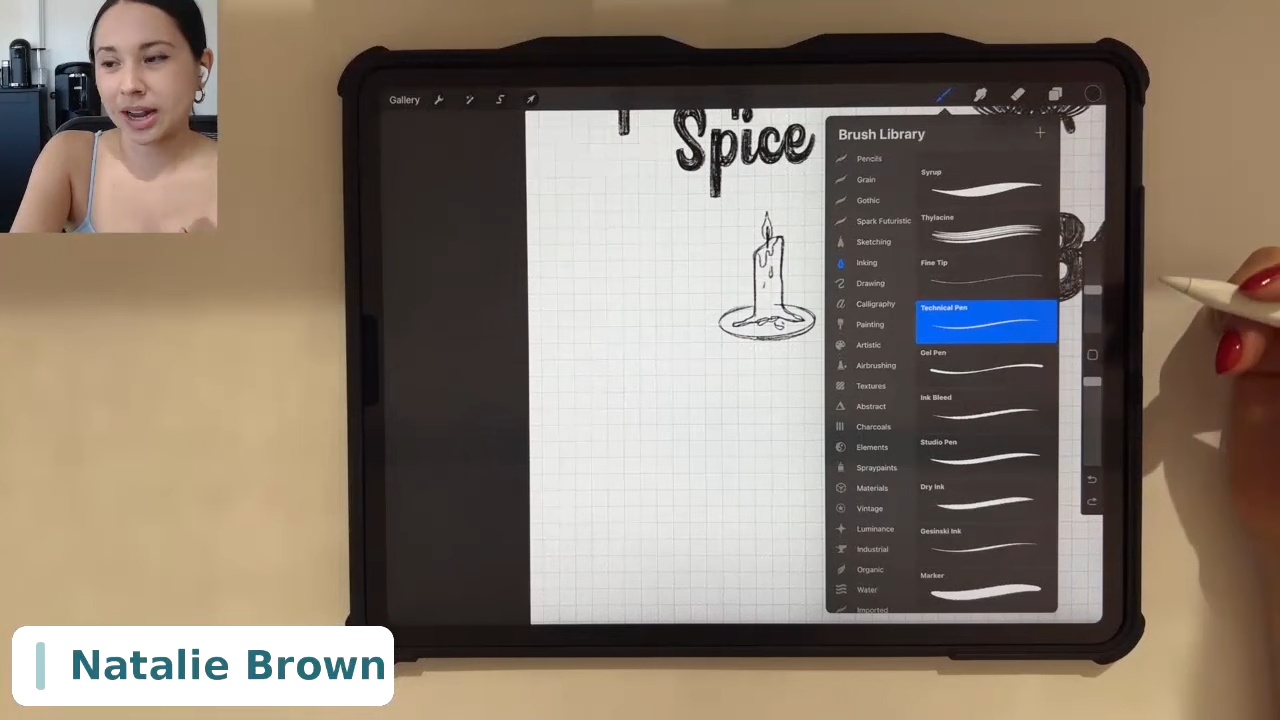 Gallery
Spice
Brush Library
Pencils
Grain
Gothic
Spark Futuristic
Sketching
Inking
Drawing
Calligraphy
Painting
Artistic
Airbrushing
Textures
Abstract
Charcoals
Elements
Spraypaints
Materials
Vintage
Luminance
Industrial
Organic
Water
Imported
Syrup
Thylacine
Fine Tip
Technical Pen
Gel Pen
Ink Bleed
Studio Pen
Dry Ink
Gesinski Ink
Marker
Natalie Brown